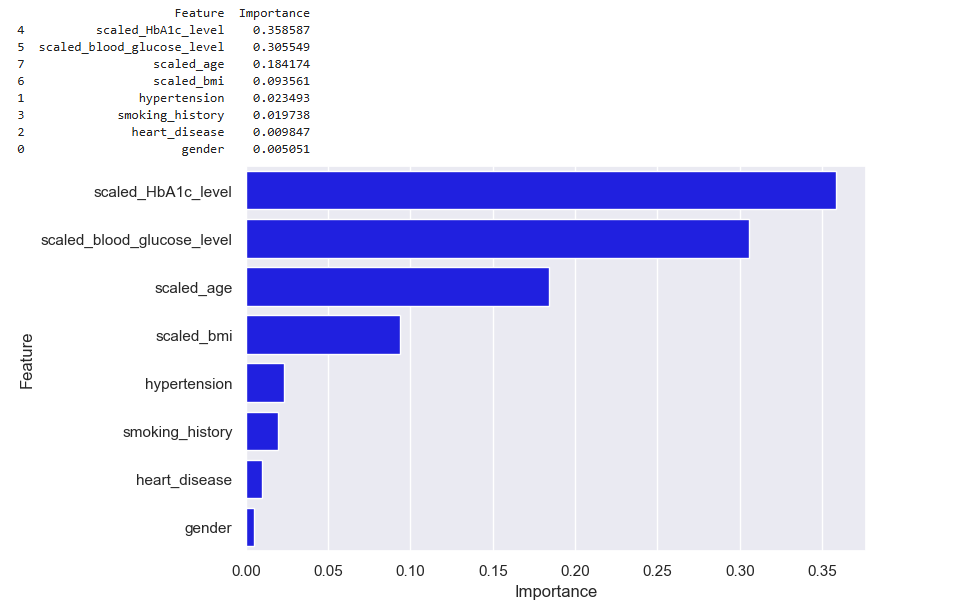 Feature Importance
4 scaled_HbA1c_level 0.358587
5 scaled_blood_glucose_level 0.305549
7 scaled_age 0.184174
6 scaled_bmi 0.093561
1 hypertension 0.023493
3 smoking_history 0.019738
2 heart_disease 0.009847
0 gender 0.005051
scaled_HbA1c_level
scaled_blood_glucose_level
scaled_age
scaled_bmi
hypertension
smoking_history
heart_disease
gender
Feature
0.00 0.05 0.10 0.15 0.20 0.25 0.30 0.35
Importance